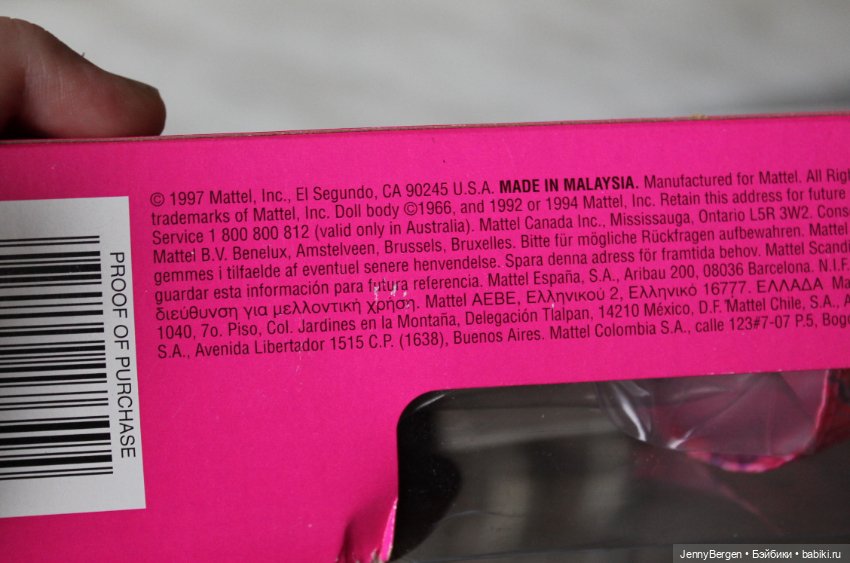 © 1997 Mattel, Inc., El Segundo, CA 90245 U.S.A. MADE IN MALAYSIA. Manufactured for Mattel. All
trademarks of Mattel, Inc. Doll body ©1966, and 1992 or 1994 Mattel, Inc. Retain this address for future
Service 1 800 800 812 (valid only in Australia). Mattel Canada Inc., Mississauga, Ontario L5R 3W2.
Mattel B.V. Benelux, Amstelveen, Brussels, Bruxelles. Bitte für mögliche Rückfragen aufbewahren. Mattel
gemmes i tilfaelde af eventuel senere henvendelse. Spara denna adress för framtida behov. Mattel
guardar esta información para futura referencia. Mattel España, S.A., Aribau 200, 08036 Barcelona. N.I.F.
διεύθυνση για μελλοντική χρήση. Mattel AEBE, Ελληνικού 2, Ελληνικό 16777. ΕΛΛΑΔΑ
1040, 7o. Piso, Col. Jardines en la Montaña, Delegación Tlalpan, 14210 México, D.F. Mattel Chile, S.A.,
S.A., Avenida Libertador 1515 C.P. (1638), Buenos Aires. Mattel Colombia S.A., calle 123#7-07 P.5,
PROOF OF PURCHASE
JennyBergen • Бэйбики • babiki.ru